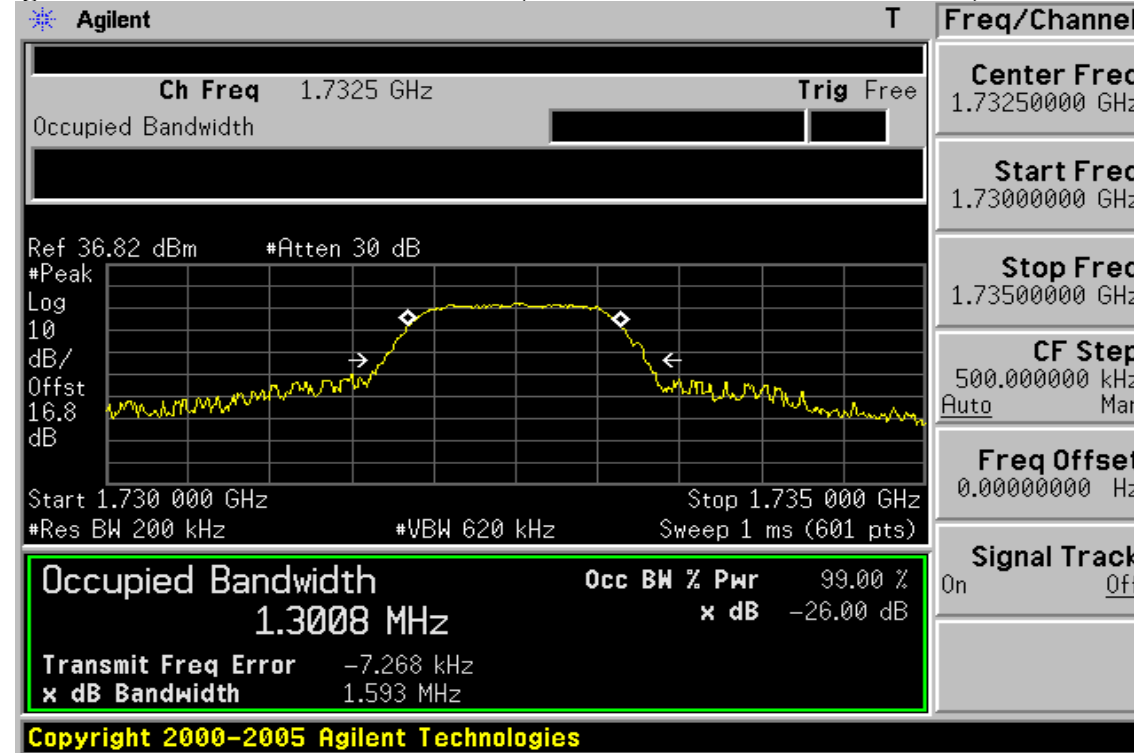 Agilent T Freq/Channel
Ch Freq 1.7325 GHz Trig Free
Occupied Bandwidth
Center Freq
1.73250000 GHz
Start Freq
1.73000000 GHz
Stop Freq
1.73500000 GHz
CF Step
500.000000 kHz
Auto Man
Freq Offset
0.00000000 Hz
Signal Track
On Off
Ref 36.82 dBm #Atten 30 dB
#Peak
Log
10
dB/
Offst
16.8
dB
Start 1.730 000 GHz Stop 1.735 000 GHz
#Res BW 200 kHz #VBW 620 kHz Sweep 1 ms (601 pts)
Occupied Bandwidth Occ BW % Pwr 99.00 %
1.3008 MHz x dB -26.00 dB
Transmit Freq Error -7.268 kHz
x dB Bandwidth 1.593 MHz
Copyright 2000-2005 Agilent Technologies